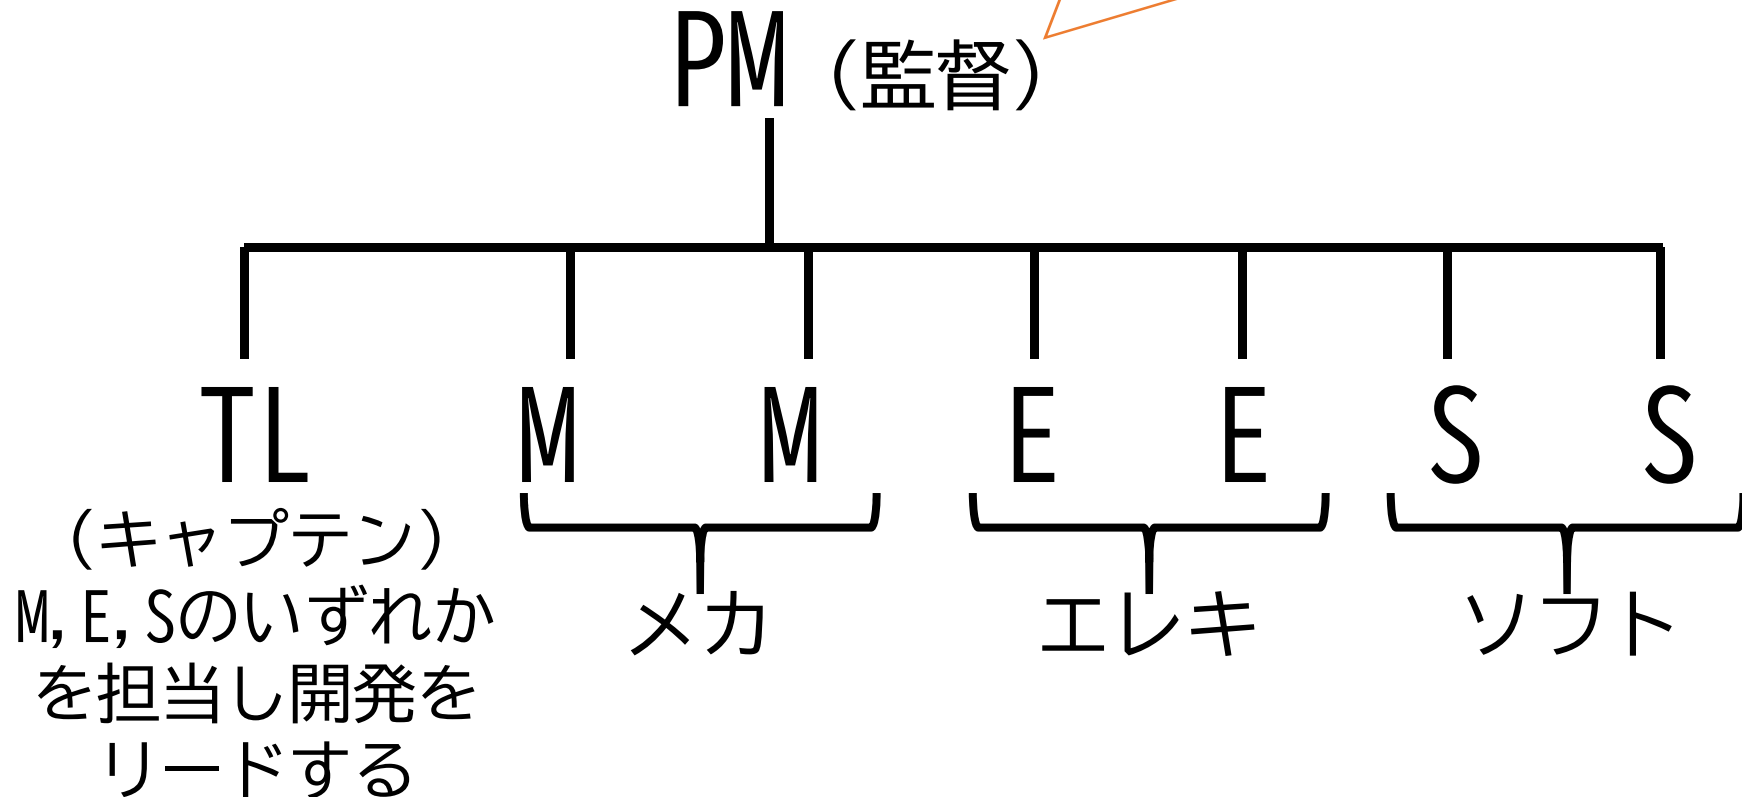 PM（監督）
TL M M E E S S
（キャプテン）
M,E,Sのいずれか
を担当し開発を
リードする
メカ エレキ ソフト